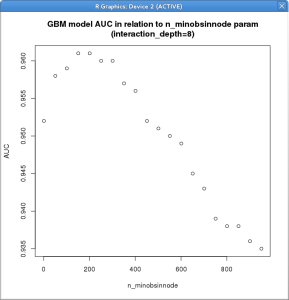 R Graphics: Device 2 (ACTIVE)
GBM model AUC in relation to n_minobsinnode param
(interaction_depth=8)
AUC
0.960
0.955
0.950
0.945
0.940
0.935
0 200 400 600 800
n_minobsinnode